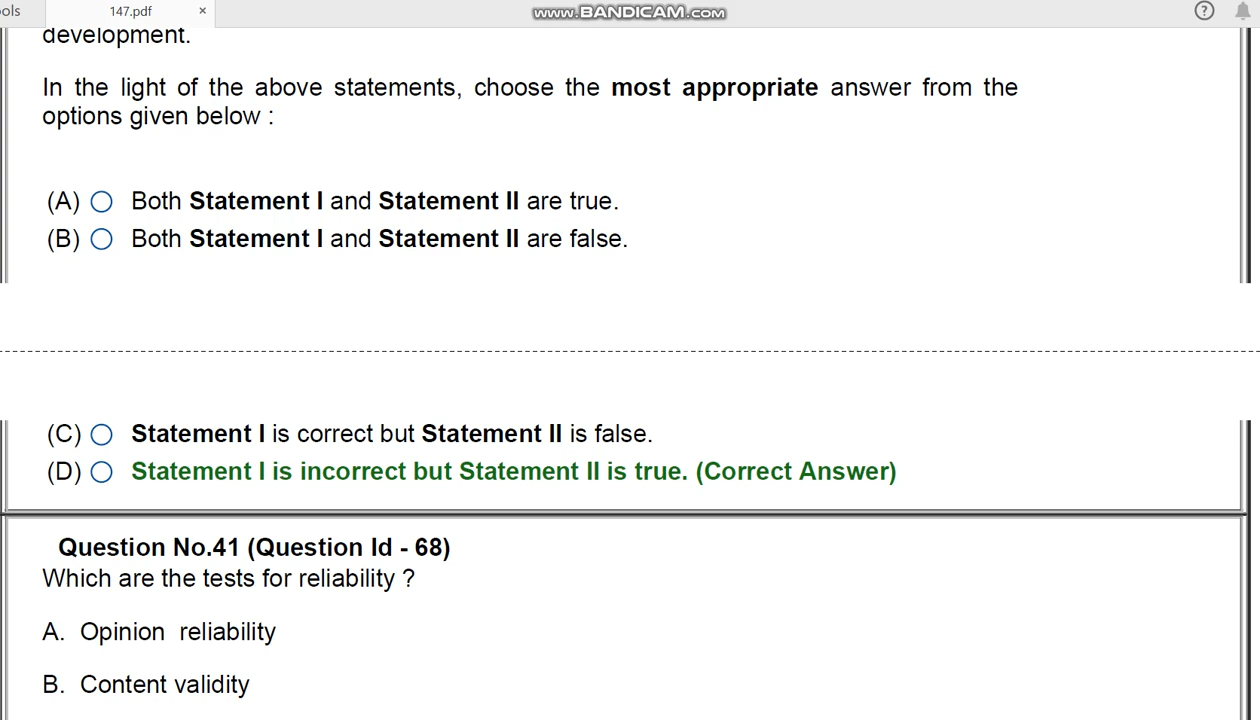 ols
147.pdf ×
www.BANDICAM.com
?
development.
In the light of the above statements, choose the most appropriate answer from the
options given below :
(A) Both Statement I and Statement II are true.
(B) Both Statement I and Statement II are false.
(C) Statement I is correct but Statement II is false.
(D) Statement I is incorrect but Statement II is true. (Correct Answer)
Question No.41 (Question Id - 68)
Which are the tests for reliability ?
A. Opinion reliability
B. Content validity